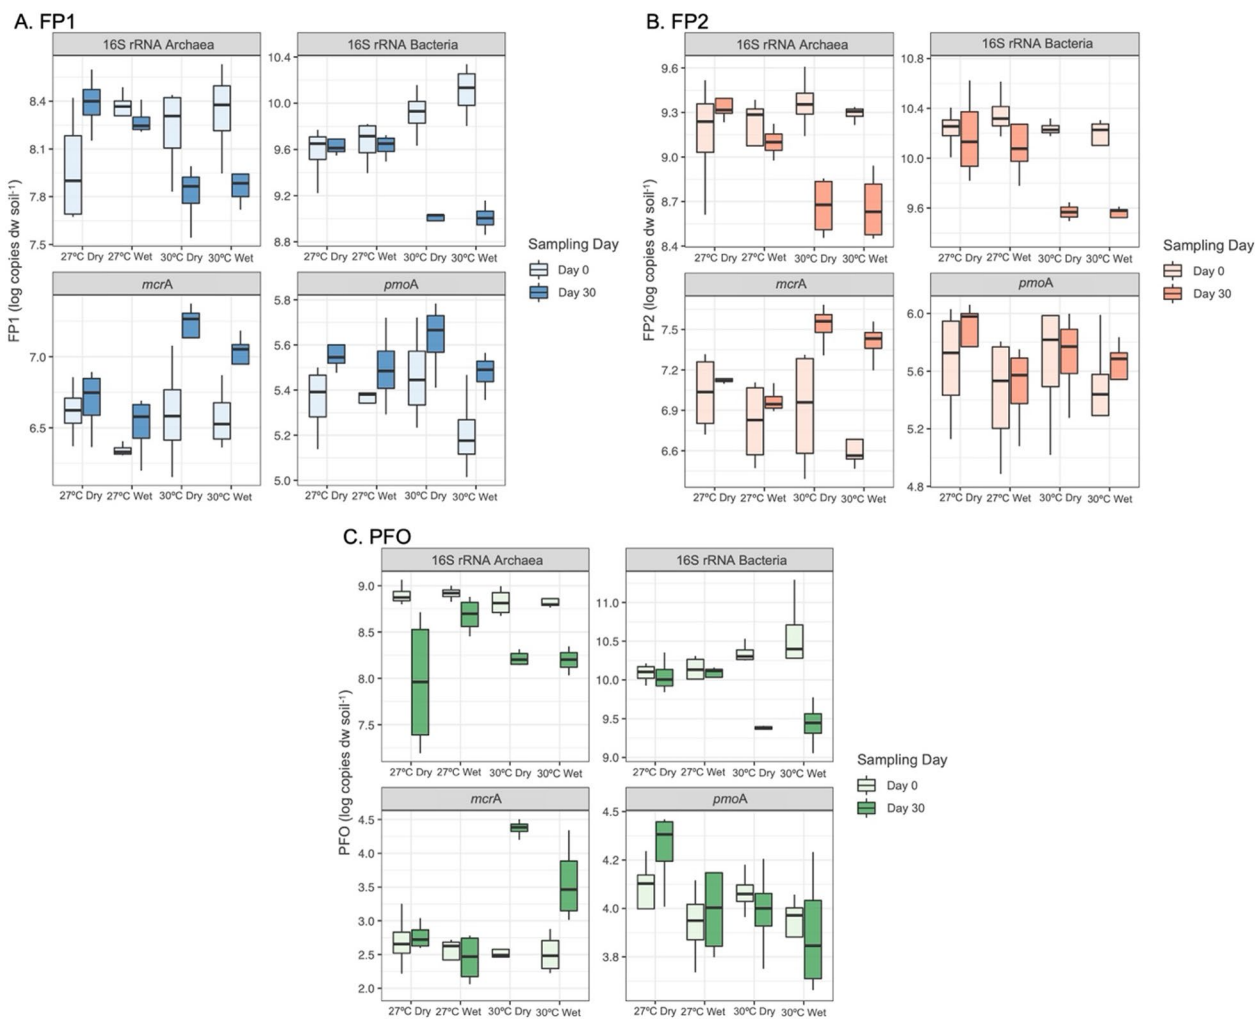 A. FP1
16S rRNA Archaea
16S rRNA Bacteria
8.4
8.1
7.8
7.5
10.4
10.0
9.6
9.2
8.8
27ºC Dry 27ºC Wet 30ºC Dry 30ºC Wet
27ºC Dry 27ºC Wet 30ºC Dry 30ºC Wet
FP1 (log copies dw soil-1)
mcrA
pmoA
7.0
6.5
5.8
5.6
5.4
5.2
5.0
27ºC Dry 27ºC Wet 30ºC Dry 30ºC Wet
27ºC Dry 27ºC Wet 30ºC Dry 30ºC Wet
Sampling Day
Day 0
Day 30
B. FP2
16S rRNA Archaea
16S rRNA Bacteria
9.6
9.3
9.0
8.7
8.4
10.8
10.4
10.0
9.6
27ºC Dry 27ºC Wet 30ºC Dry 30ºC Wet
27ºC Dry 27ºC Wet 30ºC Dry 30ºC Wet
FP2 (log copies dw soil-1)
mcrA
pmoA
7.5
7.2
6.9
6.6
6.0
5.6
5.2
4.8
27ºC Dry 27ºC Wet 30ºC Dry 30ºC Wet
27ºC Dry 27ºC Wet 30ºC Dry 30ºC Wet
Sampling Day
Day 0
Day 30
C. PFO
16S rRNA Archaea
16S rRNA Bacteria
9.0
8.5
8.0
7.5
11.0
10.5
10.0
9.5
9.0
27ºC Dry 27ºC Wet 30ºC Dry 30ºC Wet
27ºC Dry 27ºC Wet 30ºC Dry 30ºC Wet
PFO (log copies dw soil-1)
mcrA
pmoA
4.5
4.0
3.5
3.0
2.5
2.0
4.5
4.2
4.0
3.8
27ºC Dry 27ºC Wet 30ºC Dry 30ºC Wet
27ºC Dry 27ºC Wet 30ºC Dry 30ºC Wet
Sampling Day
Day 0
Day 30